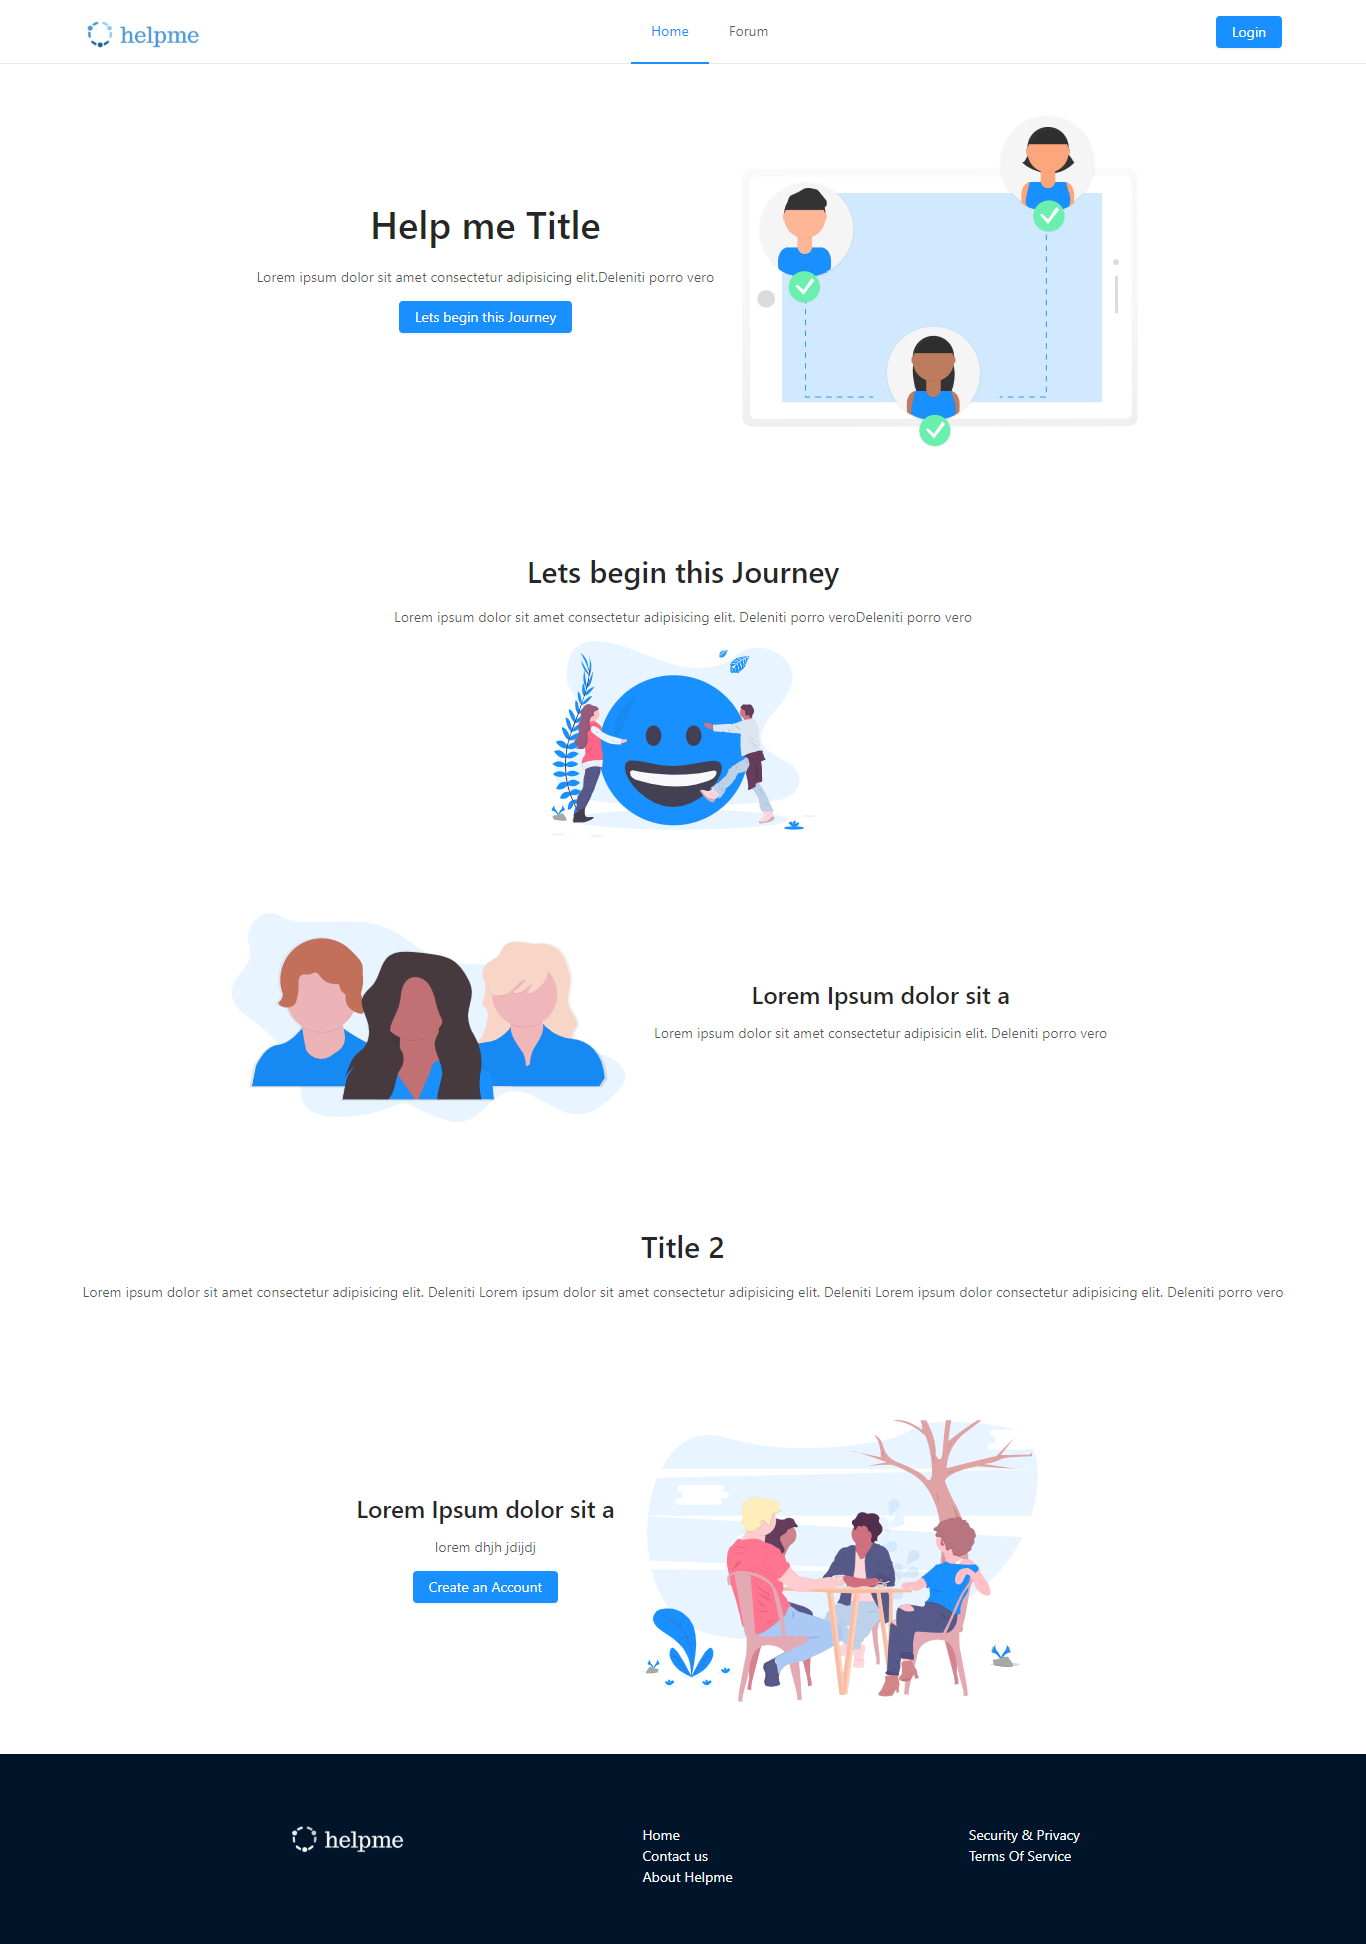 helpme
Home
Forum
Login
Help me Title
Lorem ipsum dolor sit amet consectetur adipisicing elit.Deleniti porro vero
Lets begin this Journey
Lets begin this Journey
Lorem ipsum dolor sit amet consectetur adipisicing elit. Deleniti porro veroDeleniti porro vero
Lorem Ipsum dolor sit a
Lorem ipsum dolor sit amet consectetur adipisicin elit. Deleniti porro vero
Title 2
Lorem ipsum dolor sit amet consectetur adipisicing elit. Deleniti Lorem ipsum dolor sit amet consectetur adipisicing elit. Deleniti Lorem ipsum dolor consectetur adipisicing elit. Deleniti porro vero
Lorem Ipsum dolor sit a
lorem dhjh jdijdj
Create an Account
helpme
Home
Contact us
About Helpme
Security & Privacy
Terms Of Service